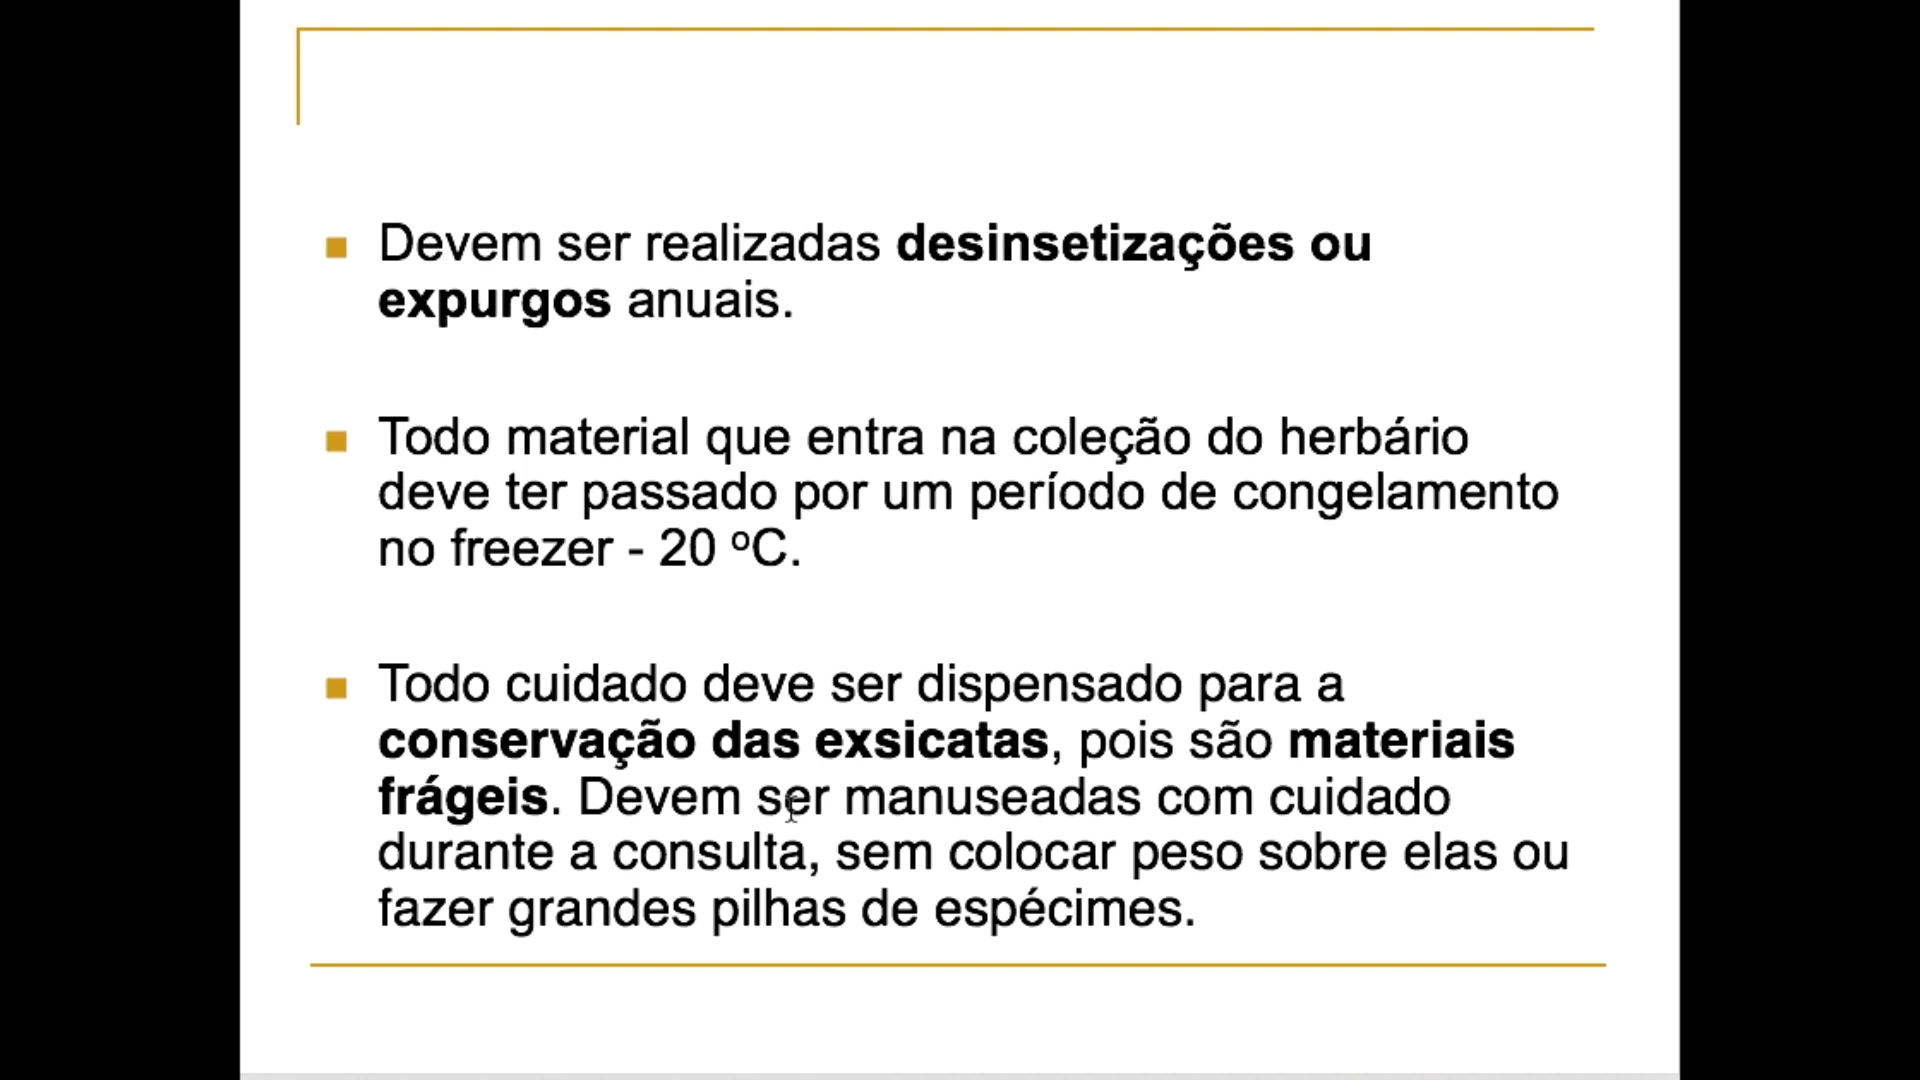 Devem ser realizadas desinsetizações ou
expurgos anuais.
Todo material que entra na coleção do herbário
deve ter passado por um período de congelamento
no freezer - 20 ºC.
Todo cuidado deve ser dispensado para a
conservação das exsicatas, pois são materiais
frágeis. Devem ser manuseadas com cuidado
durante a consulta, sem colocar peso sobre elas ou
fazer grandes pilhas de espécimes.